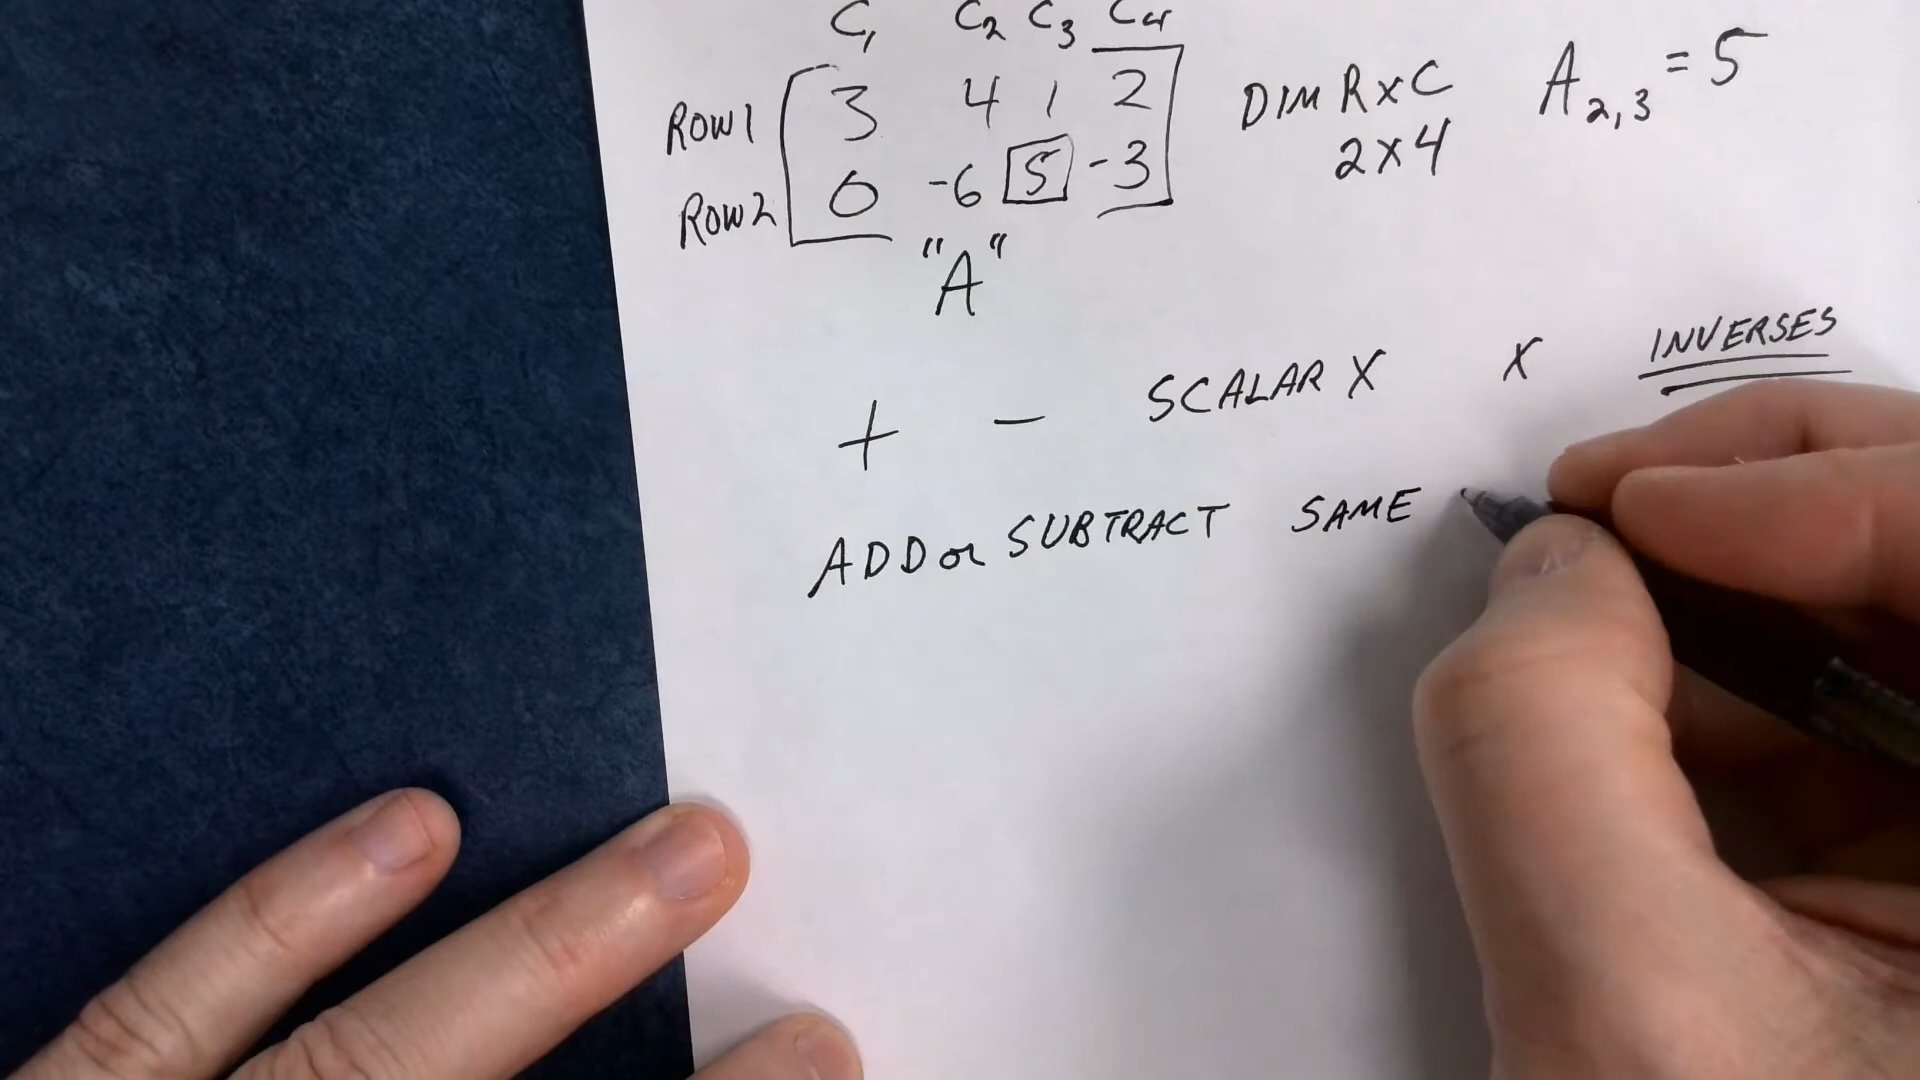 C1 C2 C3 C4
ROW1 3 4 1 2 DIM R×C A2,3 = 5
ROW2 0 -6 5 -3 2×4
"A"
+ - SCALAR X X INVERSES
ADD or SUBTRACT SAME